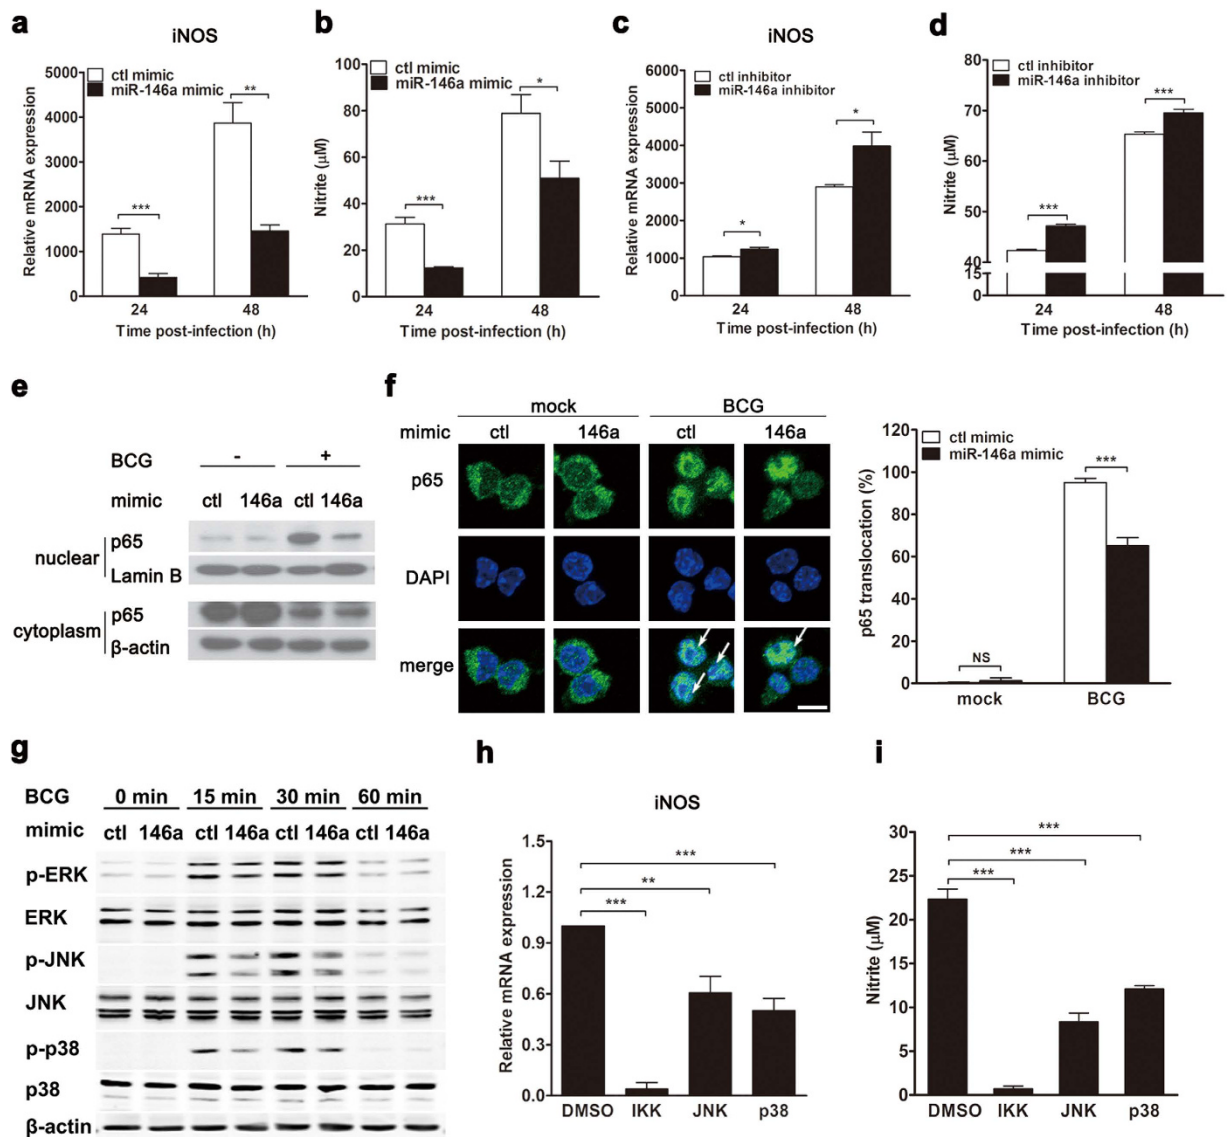 a
iNOS
ctl mimic
miR-146a mimic
Relative mRNA expression
5000
4000
3000
2000
1000
0
**
***
24
48
Time post-infection (h)
b
ctl mimic
miR-146a mimic
Nitrite (μM)
100
80
60
40
20
0
*
***
24
48
Time post-infection (h)
c
iNOS
ctl inhibitor
miR-146a inhibitor
Relative mRNA expression
6000
5000
4000
3000
2000
1000
0
*
*
24
48
Time post-infection (h)
d
ctl inhibitor
miR-146a inhibitor
Nitrite (μM)
80
70
60
50
40
15
0
***
***
24
48
Time post-infection (h)
e
BCG - +
mimic ctl 146a ctl 146a
nuclear
p65
Lamin B
cytoplasm
p65
β-actin
f
mock BCG
mimic ctl 146a ctl 146a
p65
DAPI
merge
ctl mimic
miR-146a mimic
p65 translocation (%)
120
100
80
60
40
20
0
***
NS
mock
BCG
g
BCG 0 min 15 min 30 min 60 min
mimic ctl 146a ctl 146a ctl 146a ctl 146a
p-ERK
ERK
p-JNK
JNK
p-p38
p38
β-actin
h
iNOS
Relative mRNA expression
1.5
1.2
0.9
0.6
0.3
0.0
***
**
***
DMSO IKK JNK p38
i
Nitrite (μM)
30
25
20
15
10
5
0
***
***
***
DMSO IKK JNK p38